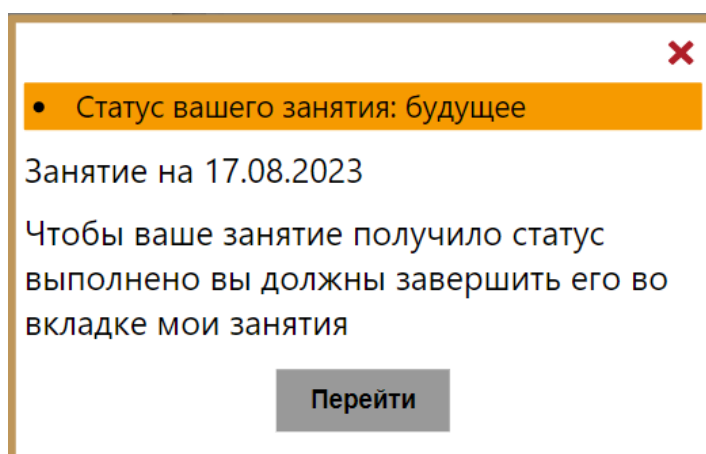 Статус вашего занятия: будущее
Занятие на 17.08.2023
Чтобы ваше занятие получило статус
выполнено вы должны завершить его во
вкладке мои занятия
Перейти